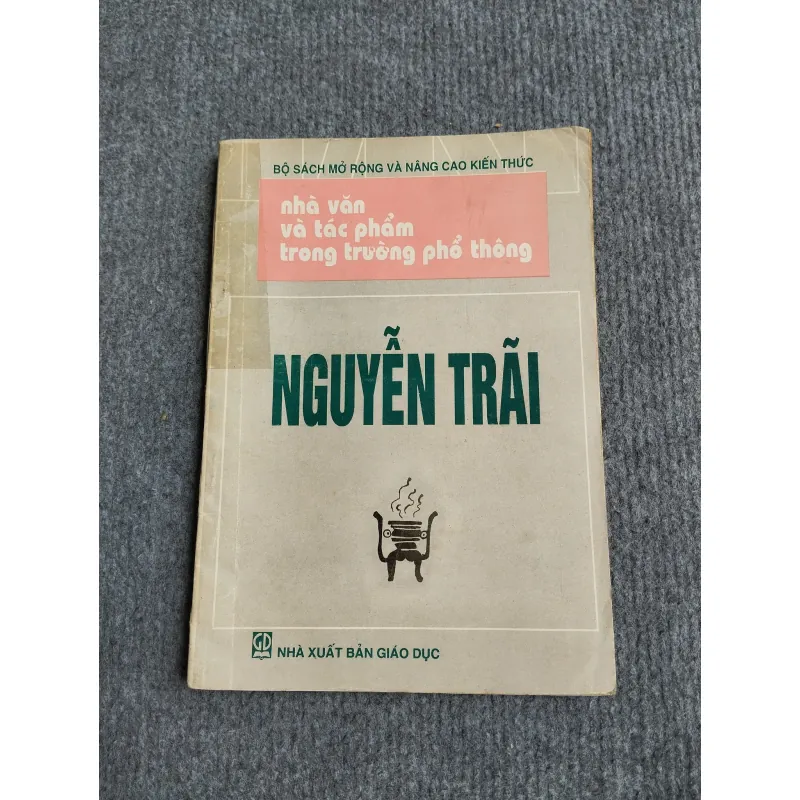 BỘ SÁCH MỞ RỘNG VÀ NÂNG CAO KIẾN THỨC
nhà văn
và tác phẩm
trong trường phổ thông
NGUYỄN TRÃI
GD NHÀ XUẤT BẢN GIÁO DỤC